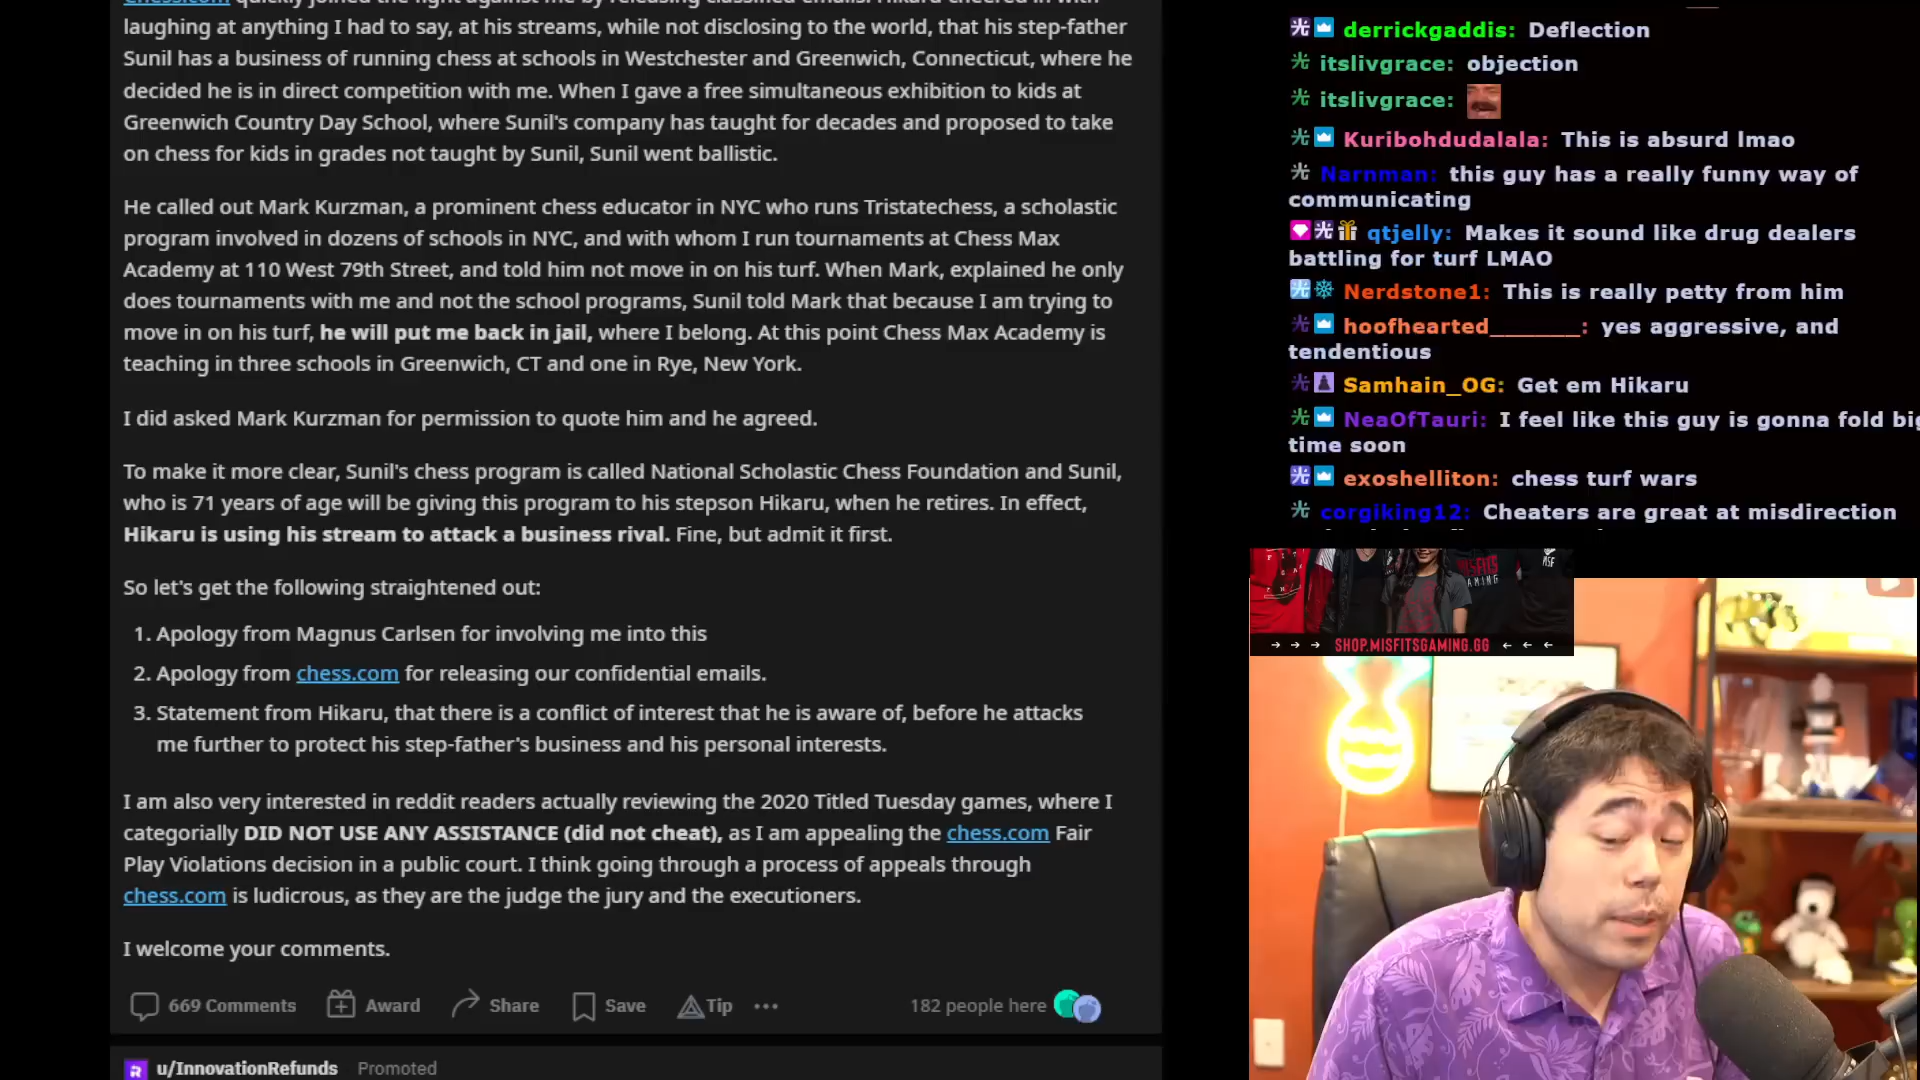 Chess.com quickly joined the fight against me by releasing classified emails. Hikaru cheered in with
laughing at anything I had to say, at his streams, while not disclosing to the world, that his step-father
Sunil has a business of running chess at schools in Westchester and Greenwich, Connecticut, where he
decided he is in direct competition with me. When I gave a free simultaneous exhibition to kids at
Greenwich Country Day School, where Sunil's company has taught for decades and proposed to take
on chess for kids in grades not taught by Sunil, Sunil went ballistic.
He called out Mark Kurzman, a prominent chess educator in NYC who runs Tristatechess, a scholastic
program involved in dozens of schools in NYC, and with whom I run tournaments at Chess Max
Academy at 110 West 79th Street, and told him not move in on his turf. When Mark, explained he only
does tournaments with me and not the school programs, Sunil told Mark that because I am trying to
move in on his turf, he will put me back in jail, where I belong. At this point Chess Max Academy is
teaching in three schools in Greenwich, CT and one in Rye, New York.
I did asked Mark Kurzman for permission to quote him and he agreed.
To make it more clear, Sunil's chess program is called National Scholastic Chess Foundation and Sunil,
who is 71 years of age will be giving this program to his stepson Hikaru, when he retires. In effect,
Hikaru is using his stream to attack a business rival. Fine, but admit it first.
So let's get the following straightened out:
1. Apology from Magnus Carlsen for involving me into this
2. Apology from chess.com for releasing our confidential emails.
3. Statement from Hikaru, that there is a conflict of interest that he is aware of, before he attacks
me further to protect his step-father's business and his personal interests.
I am also very interested in reddit readers actually reviewing the 2020 Titled Tuesday games, where I
categorially DID NOT USE ANY ASSISTANCE (did not cheat), as I am appealing the chess.com Fair
Play Violations decision in a public court. I think going through a process of appeals through
chess.com is ludicrous, as they are the judge the jury and the executioners.
I welcome your comments.
669 Comments Award Share Save Tip ••• 182 people here
u/InnovationRefunds Promoted
derrickgaddis: Deflection
itslivgrace: objection
itslivgrace:
Kuribohdudalala: This is absurd lmao
Narnman: this guy has a really funny way of
communicating
qtjelly: Makes it sound like drug dealers
battling for turf LMAO
Nerdstone1: This is really petty from him
hoofhearted______: yes aggressive, and
tendentious
Samhain_OG: Get em Hikaru
NeaOfTauri: I feel like this guy is gonna fold big
time soon
exoshelliton: chess turf wars
corgiking12: Cheaters are great at misdirection
MISFITS
GAMING
→ → → SHOP.MISFITSGAMING.GG ← ← ←